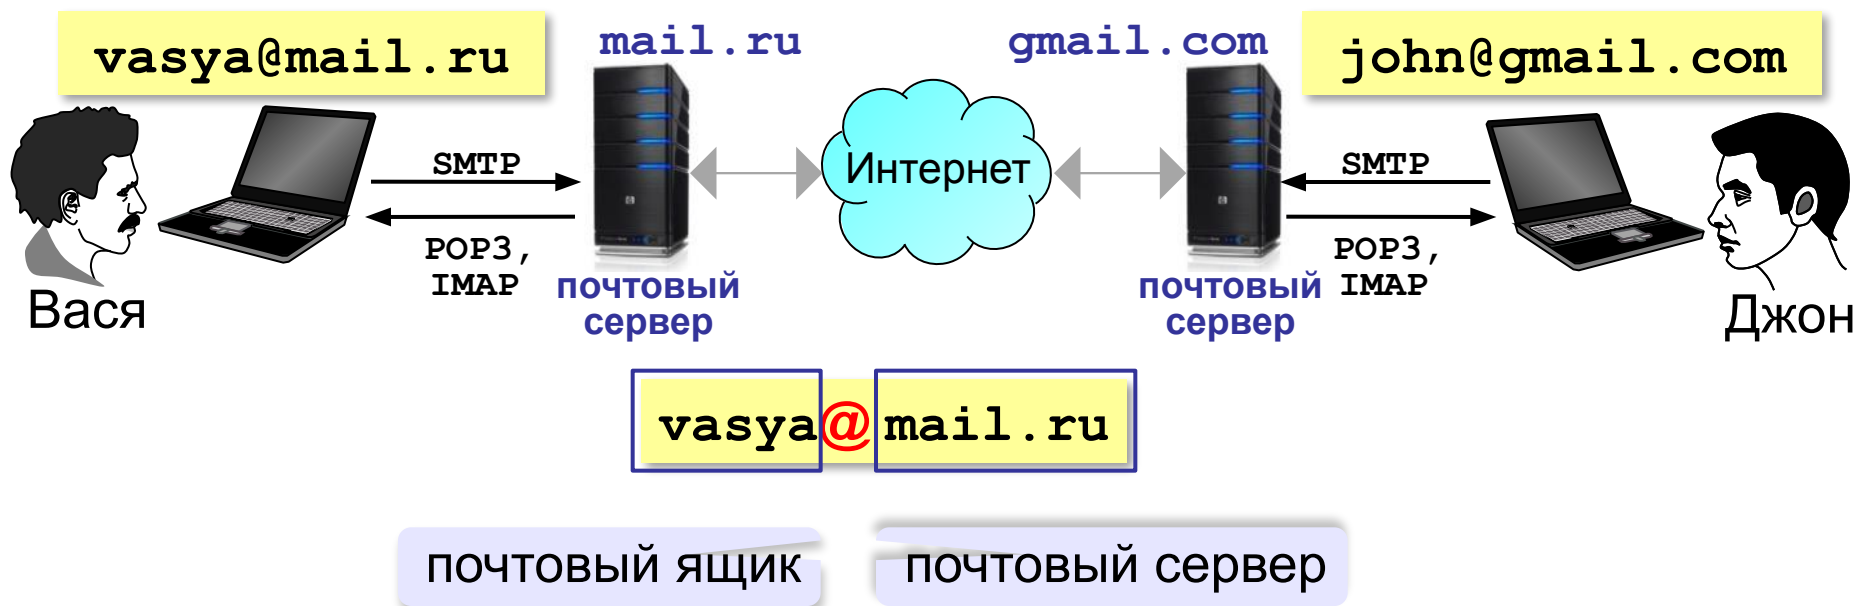 vasya@mail.ru
mail.ru
gmail.com
john@gmail.com
SMTP
Интернет
SMTP
POP3,
IMAP
почтовый
сервер
почтовый
сервер
POP3,
IMAP
Вася
Джон
vasya@mail.ru
почтовый ящик
почтовый сервер